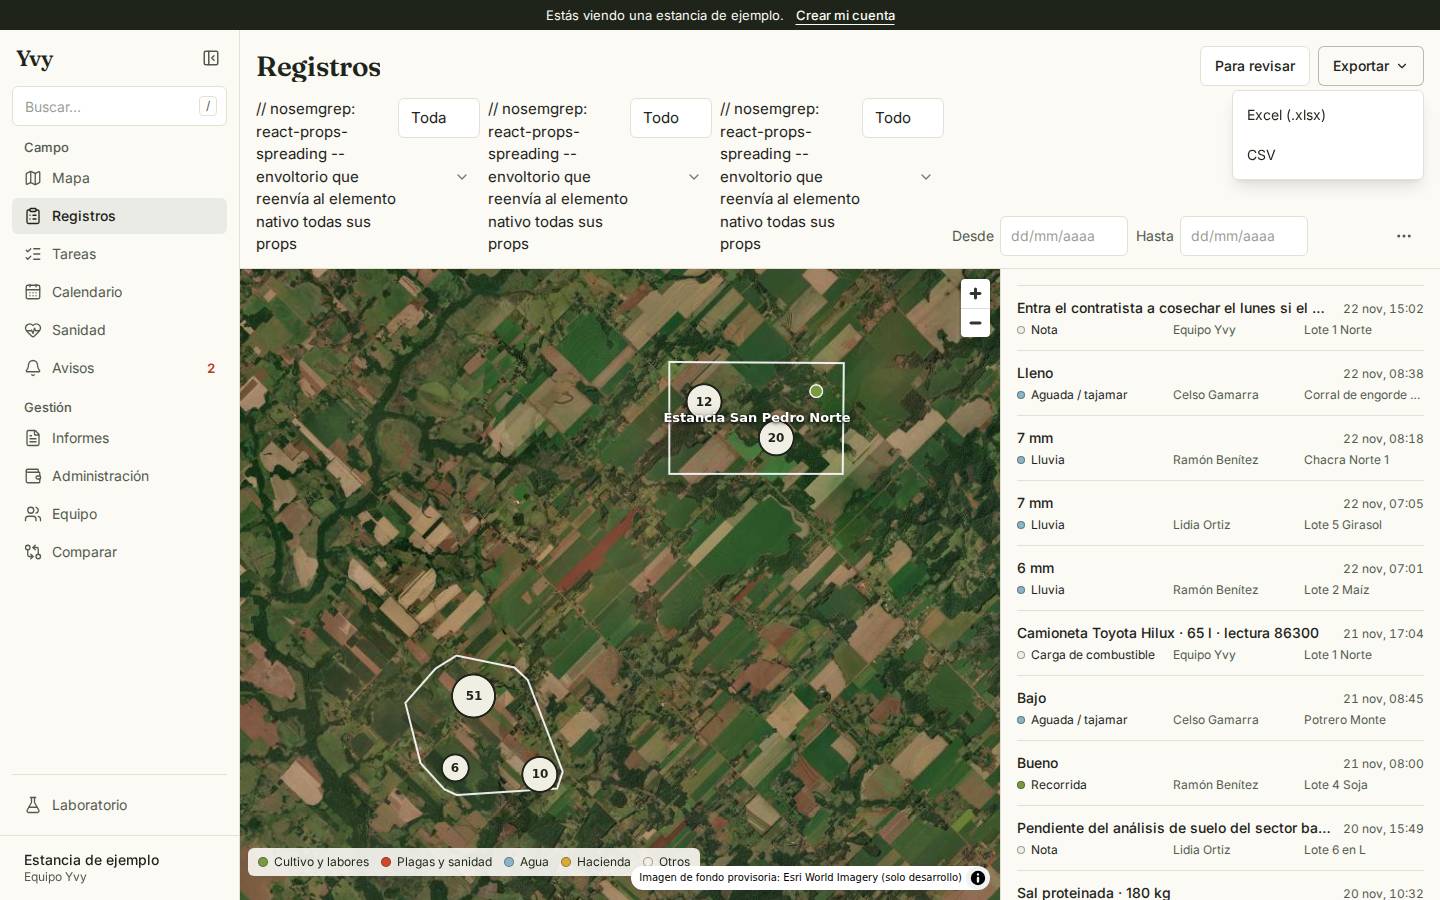 Estás viendo una estancia de ejemplo. Crear mi cuenta
Yvy
Buscar... /
Campo
Mapa
Registros
Tareas
Calendario
Sanidad
Avisos 2
Gestión
Informes
Administración
Equipo
Comparar
Laboratorio
Estancia de ejemplo
Equipo Yvy
Registros
Para revisar
Exportar
Excel (.xlsx)
CSV
// nosemgrep:
react-props-
spreading --
envoltorio que
reenvía al elemento
nativo todas sus
props
Toda
// nosemgrep:
react-props-
spreading --
envoltorio que
reenvía al elemento
nativo todas sus
props
Todo
// nosemgrep:
react-props-
spreading --
envoltorio que
reenvía al elemento
nativo todas sus
props
Todo
Desde dd/mm/aaaa Hasta dd/mm/aaaa
12
Estancia San Pedro Norte
20
51
6
10
Cultivo y labores Plagas y sanidad Agua Hacienda Otros
Imagen de fondo provisoria: Esri World Imagery (solo desarrollo)
Entra el contratista a cosechar el lunes si el ... 22 nov, 15:02
Nota Equipo Yvy Lote 1 Norte
Lleno 22 nov, 08:38
Aguada / tajamar Celso Gamarra Corral de engorde ...
7 mm 22 nov, 08:18
Lluvia Ramón Benítez Chacra Norte 1
7 mm 22 nov, 07:05
Lluvia Lidia Ortiz Lote 5 Girasol
6 mm 22 nov, 07:01
Lluvia Ramón Benítez Lote 2 Maíz
Camioneta Toyota Hilux · 65 l · lectura 86300 21 nov, 17:04
Carga de combustible Equipo Yvy Lote 1 Norte
Bajo 21 nov, 08:45
Aguada / tajamar Celso Gamarra Potrero Monte
Bueno 21 nov, 08:00
Recorrida Ramón Benítez Lote 4 Soja
Pendiente del análisis de suelo del sector ba... 20 nov, 15:49
Nota Lidia Ortiz Lote 6 en L
Sal proteinada · 180 kg 20 nov, 10:32